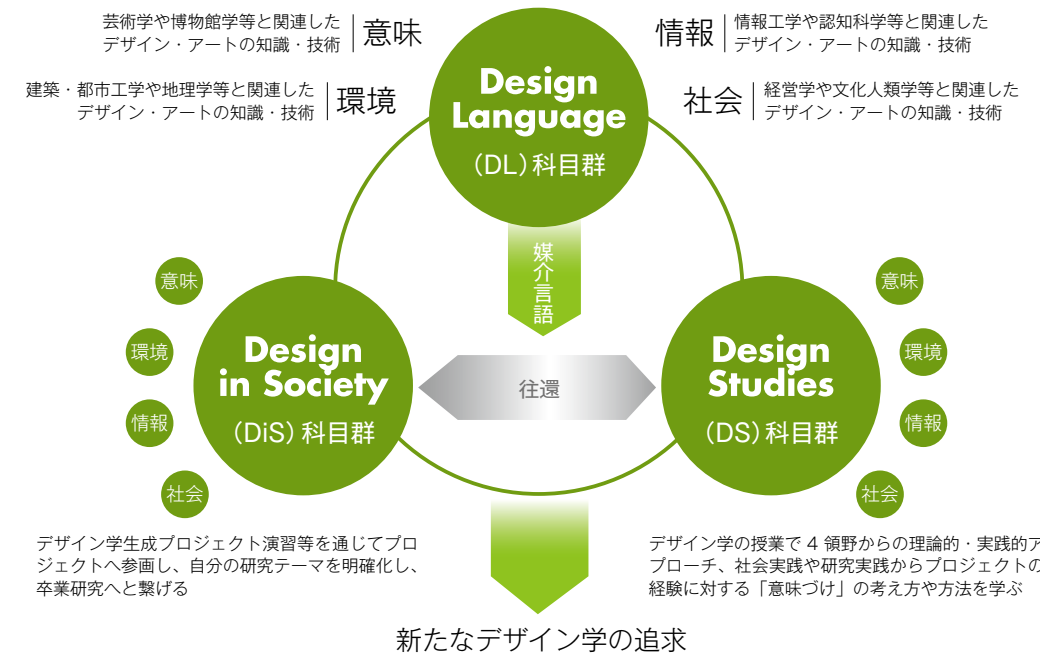 芸術学や博物館学等と関連した
デザイン・アートの知識・技術
意味
情報
情報工学や認知科学等と関連した
デザイン・アートの知識・技術
建築・都市工学や地理学等と関連した
デザイン・アートの知識・技術
環境
社会
経営学や文化人類学等と関連した
デザイン・アートの知識・技術
Design
Language
(DL)科目群
媒介言語
意味
環境
情報
社会
Design
in Society
(DiS)科目群
往還
Design
Studies
(DS)科目群
意味
環境
情報
社会
デザイン学生成プロジェクト演習等を通じてプロ
ジェクトへ参画し、自分の研究テーマを明確化し、
卒業研究へと繋げる
デザイン学の授業で 4 領野からの理論的・実践的ア
プローチ、社会実践や研究実践からプロジェクトの
経験に対する「意味づけ」の考え方や方法を学ぶ
新たなデザイン学の追求